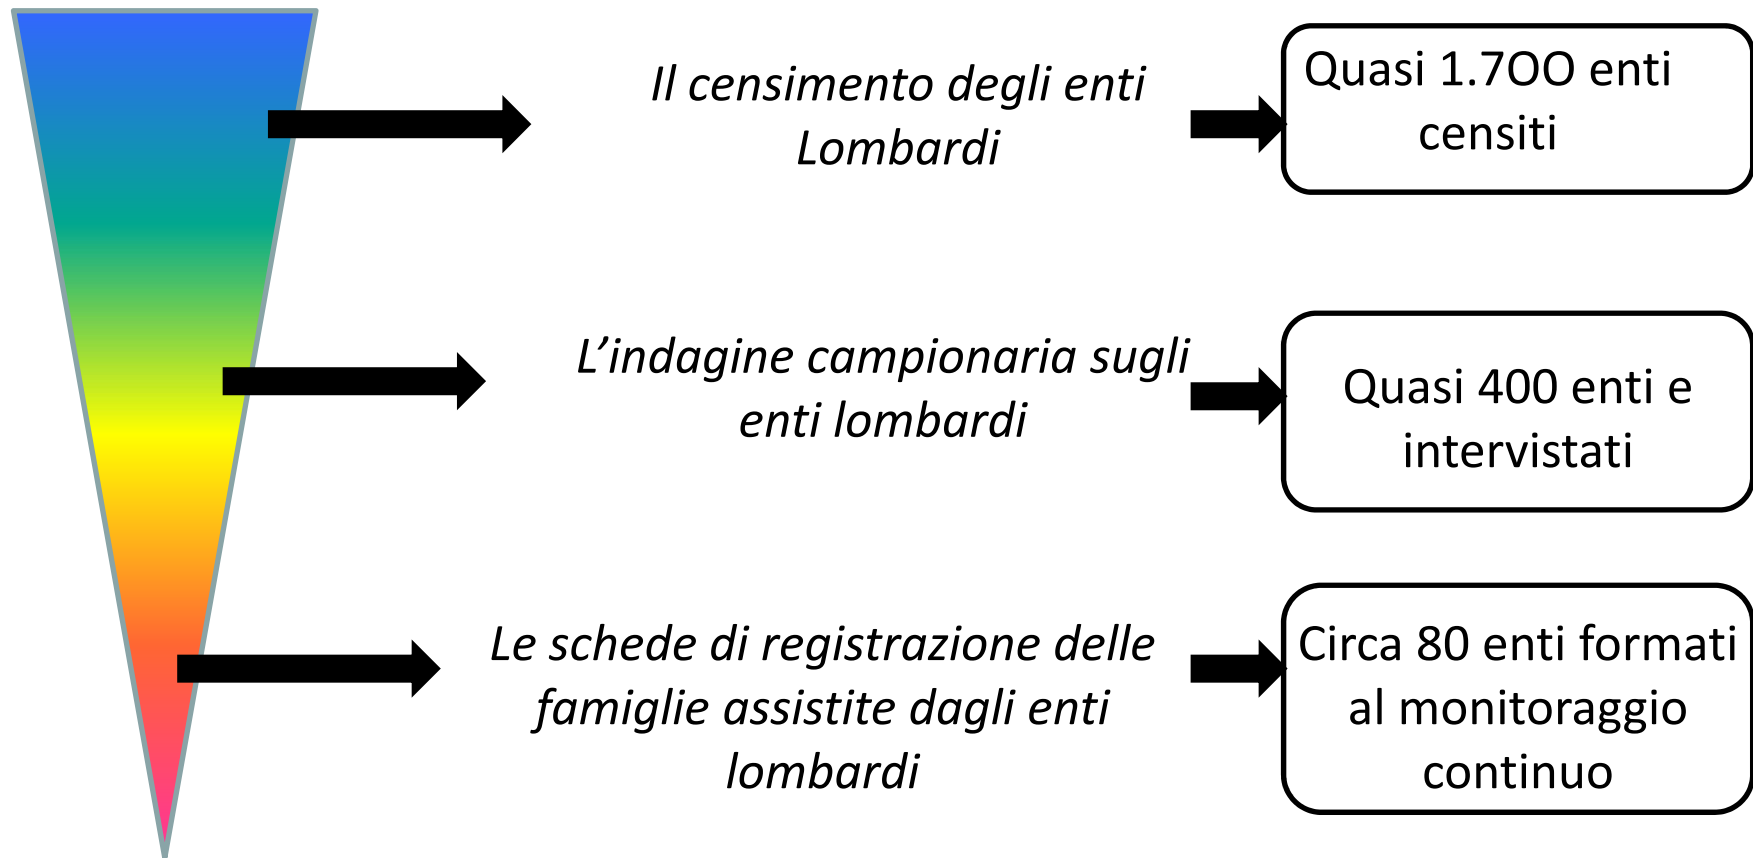 Il censimento degli enti
Lombardi
Quasi 1.7OO enti
censiti
L’indagine campionaria sugli
enti lombardi
Quasi 400 enti e
intervistati
Le schede di registrazione delle
famiglie assistite dagli enti
lombardi
Circa 80 enti formati
al monitoraggio
continuo